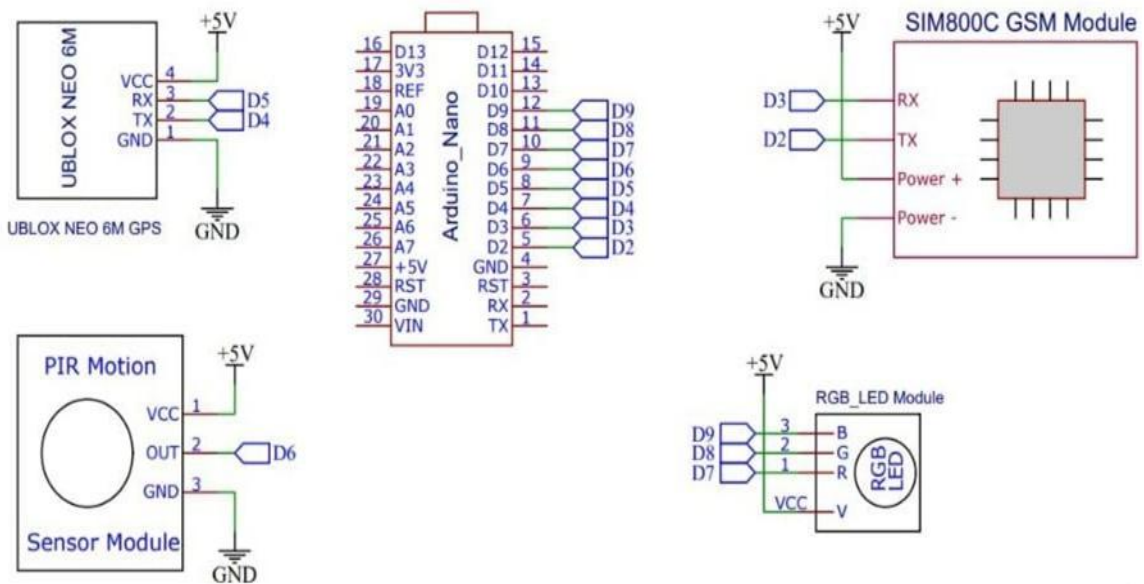 +5V
UBLOX NEO 6M
VCC 4
RX 3 D5
TX 2 D4
GND 1
GND
UBLOX NEO 6M GPS
16 D13 D12 15
17 3V3 D11 14
18 REF D10 13
19 A0 D9 12 D9
20 A1 D8 11 D8
21 A2 D7 10 D7
22 A3 D6 9 D6
23 A4 D5 8 D5
24 A5 D4 7 D4
25 A6 D3 6 D3
26 A7 D2 5 D2
27 +5V GND 4
28 RST RST 3
29 GND RX 2
30 VIN TX 1
Arduino_Nano
+5V
SIM800C GSM Module
D3 RX
D2 TX
Power +
Power -
GND
PIR Motion
+5V
VCC 1
OUT 2 D6
GND 3
Sensor Module
GND
+5V
RGB_LED Module
D9 3 B
D8 2 G
D7 1 R
VCC V
RGB
LED